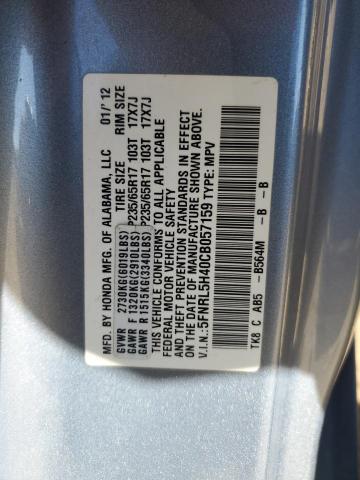 MFD. BY HONDA MFG. OF ALABAMA, LLC 01/'12
TIRE SIZE RIM SIZE
GVWR 2730KG(6019LBS)
GAWR F 1320KG(2910LBS) P235/65R17 103T 17X7J
GAWR R 1515KG(3340LBS) P235/65R17 103T 17X7J
THIS VEHICLE CONFORMS TO ALL APPLICABLE
FEDERAL MOTOR VEHICLE SAFETY AND
THEFT PREVENTION STANDARDS IN EFFECT
ON THE DATE OF MANUFACTURE SHOWN ABOVE.
V.I.N.:5FNRL5H40CB057159 TYPE: MPV
TK8 C AB5 -B564M -B -B